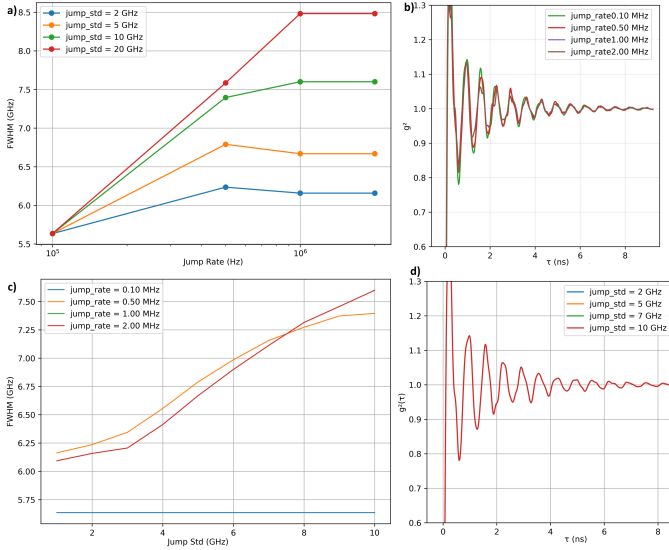 a)
jump_std = 2 GHz
jump_std = 5 GHz
jump_std = 10 GHz
jump_std = 20 GHz
8.5
8.0
7.5
7.0
6.5
6.0
5.5
FWHM (GHz)
10⁵
10⁶
Jump Rate (Hz)
b)
jump_rate0.10 MHz
jump_rate0.50 MHz
jump_rate1.00 MHz
jump_rate2.00 MHz
1.3
1.2
1.1
1.0
0.9
0.8
0.7
0.6
g²
0 2 4 6 8
τ (ns)
c)
jump_rate = 0.10 MHz
jump_rate = 0.50 MHz
jump_rate = 1.00 MHz
jump_rate = 2.00 MHz
7.50
7.25
7.00
6.75
6.50
6.25
6.00
5.75
FWHM (GHz)
2 4 6 8 10
Jump Std (GHz)
d)
jump_std = 2 GHz
jump_std = 5 GHz
jump_std = 7 GHz
jump_std = 10 GHz
1.3
1.2
1.1
1.0
0.9
0.8
0.7
0.6
g²(τ)
0 2 4 6 8
τ (ns)